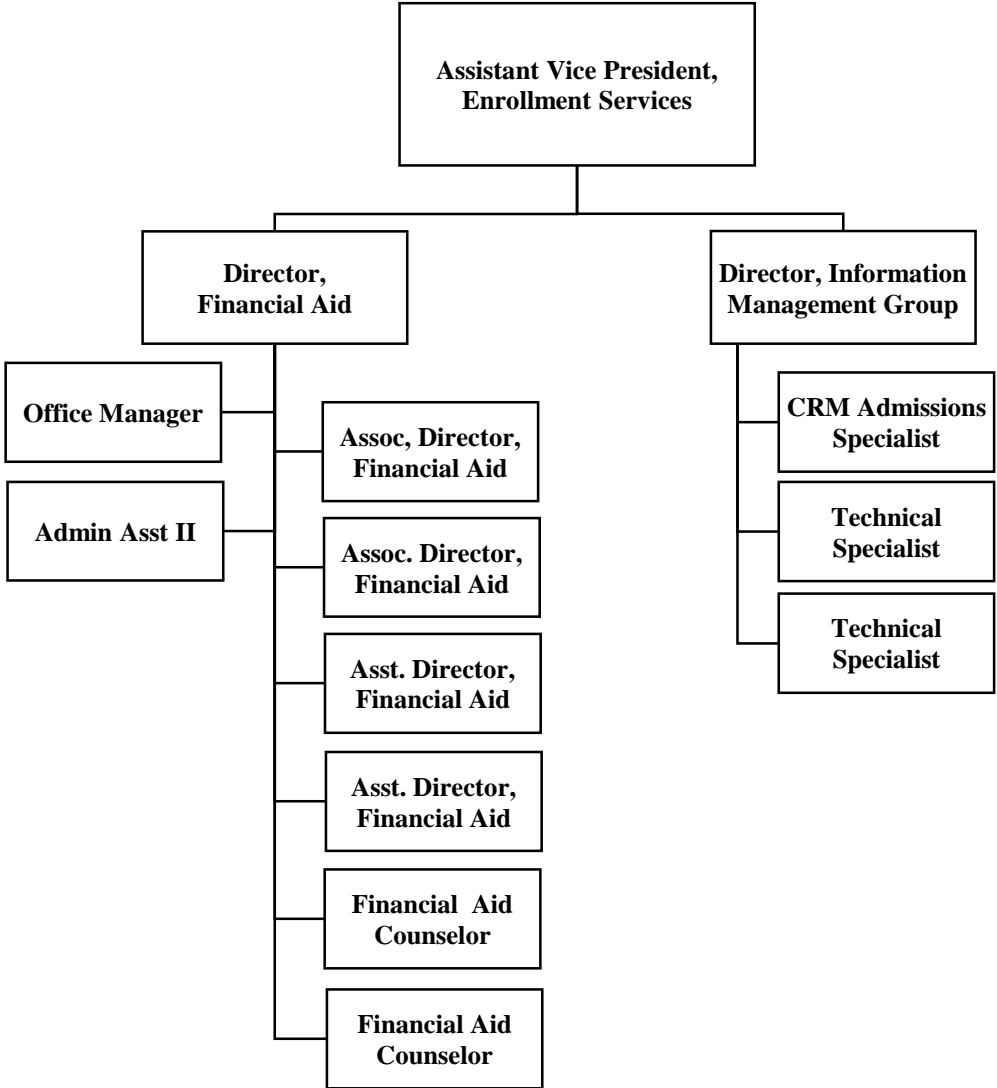 Assistant Vice President,
Enrollment Services
Director,
Financial Aid
Director, Information
Management Group
Office Manager
Admin Asst II
Assoc, Director,
Financial Aid
Assoc. Director,
Financial Aid
Asst. Director,
Financial Aid
Asst. Director,
Financial Aid
Financial Aid
Counselor
Financial Aid
Counselor
CRM Admissions
Specialist
Technical
Specialist
Technical
Specialist